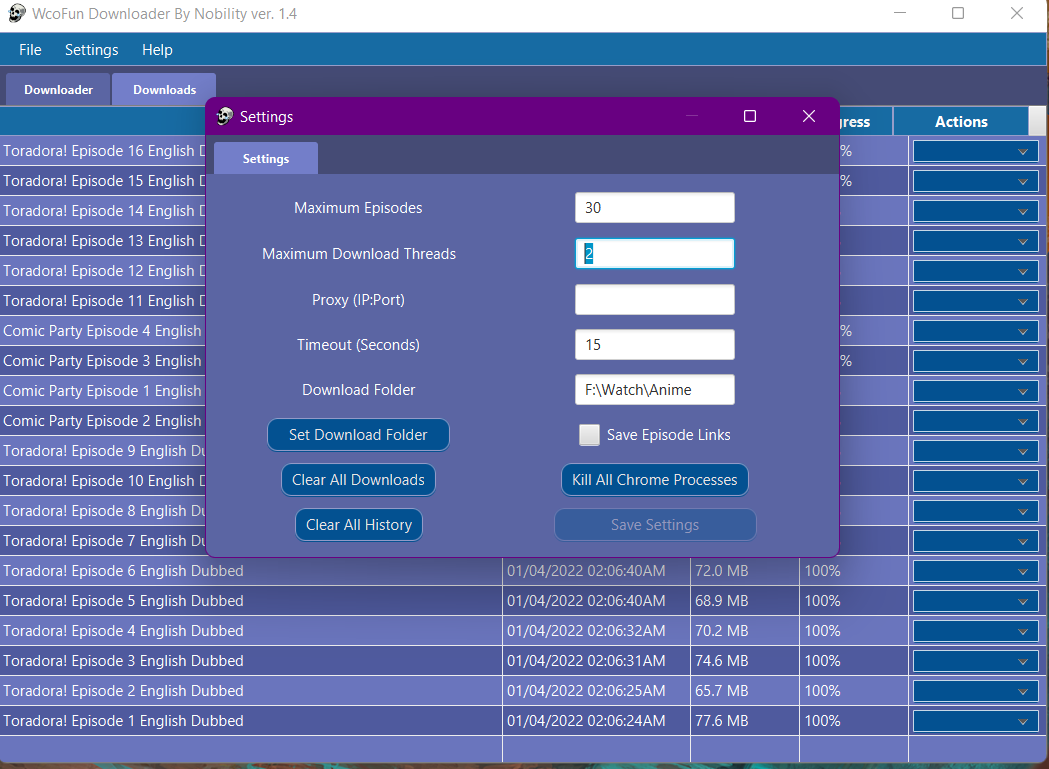 WcoFun Downloader By Nobility ver. 1.4
File Settings Help
Downloader Downloads
Actions
Toradora! Episode 16 English
Toradora! Episode 15 English
Toradora! Episode 14 English
Toradora! Episode 13 English
Toradora! Episode 12 English
Toradora! Episode 11 English
Comic Party Episode 4 English
Comic Party Episode 3 English
Comic Party Episode 1 English
Comic Party Episode 2 English
Toradora! Episode 9 English
Toradora! Episode 10 English
Toradora! Episode 8 English
Toradora! Episode 7 English
Settings
Settings
Maximum Episodes 30
Maximum Download Threads 2
Proxy (IP:Port)
Timeout (Seconds) 15
Download Folder F:\Watch\Anime
Set Download Folder Save Episode Links
Clear All Downloads Kill All Chrome Processes
Clear All History Save Settings
Toradora! Episode 6 English Dubbed 01/04/2022 02:06:40AM 72.0 MB 100%
Toradora! Episode 5 English Dubbed 01/04/2022 02:06:40AM 68.9 MB 100%
Toradora! Episode 4 English Dubbed 01/04/2022 02:06:32AM 70.2 MB 100%
Toradora! Episode 3 English Dubbed 01/04/2022 02:06:31AM 74.6 MB 100%
Toradora! Episode 2 English Dubbed 01/04/2022 02:06:25AM 65.7 MB 100%
Toradora! Episode 1 English Dubbed 01/04/2022 02:06:24AM 77.6 MB 100%